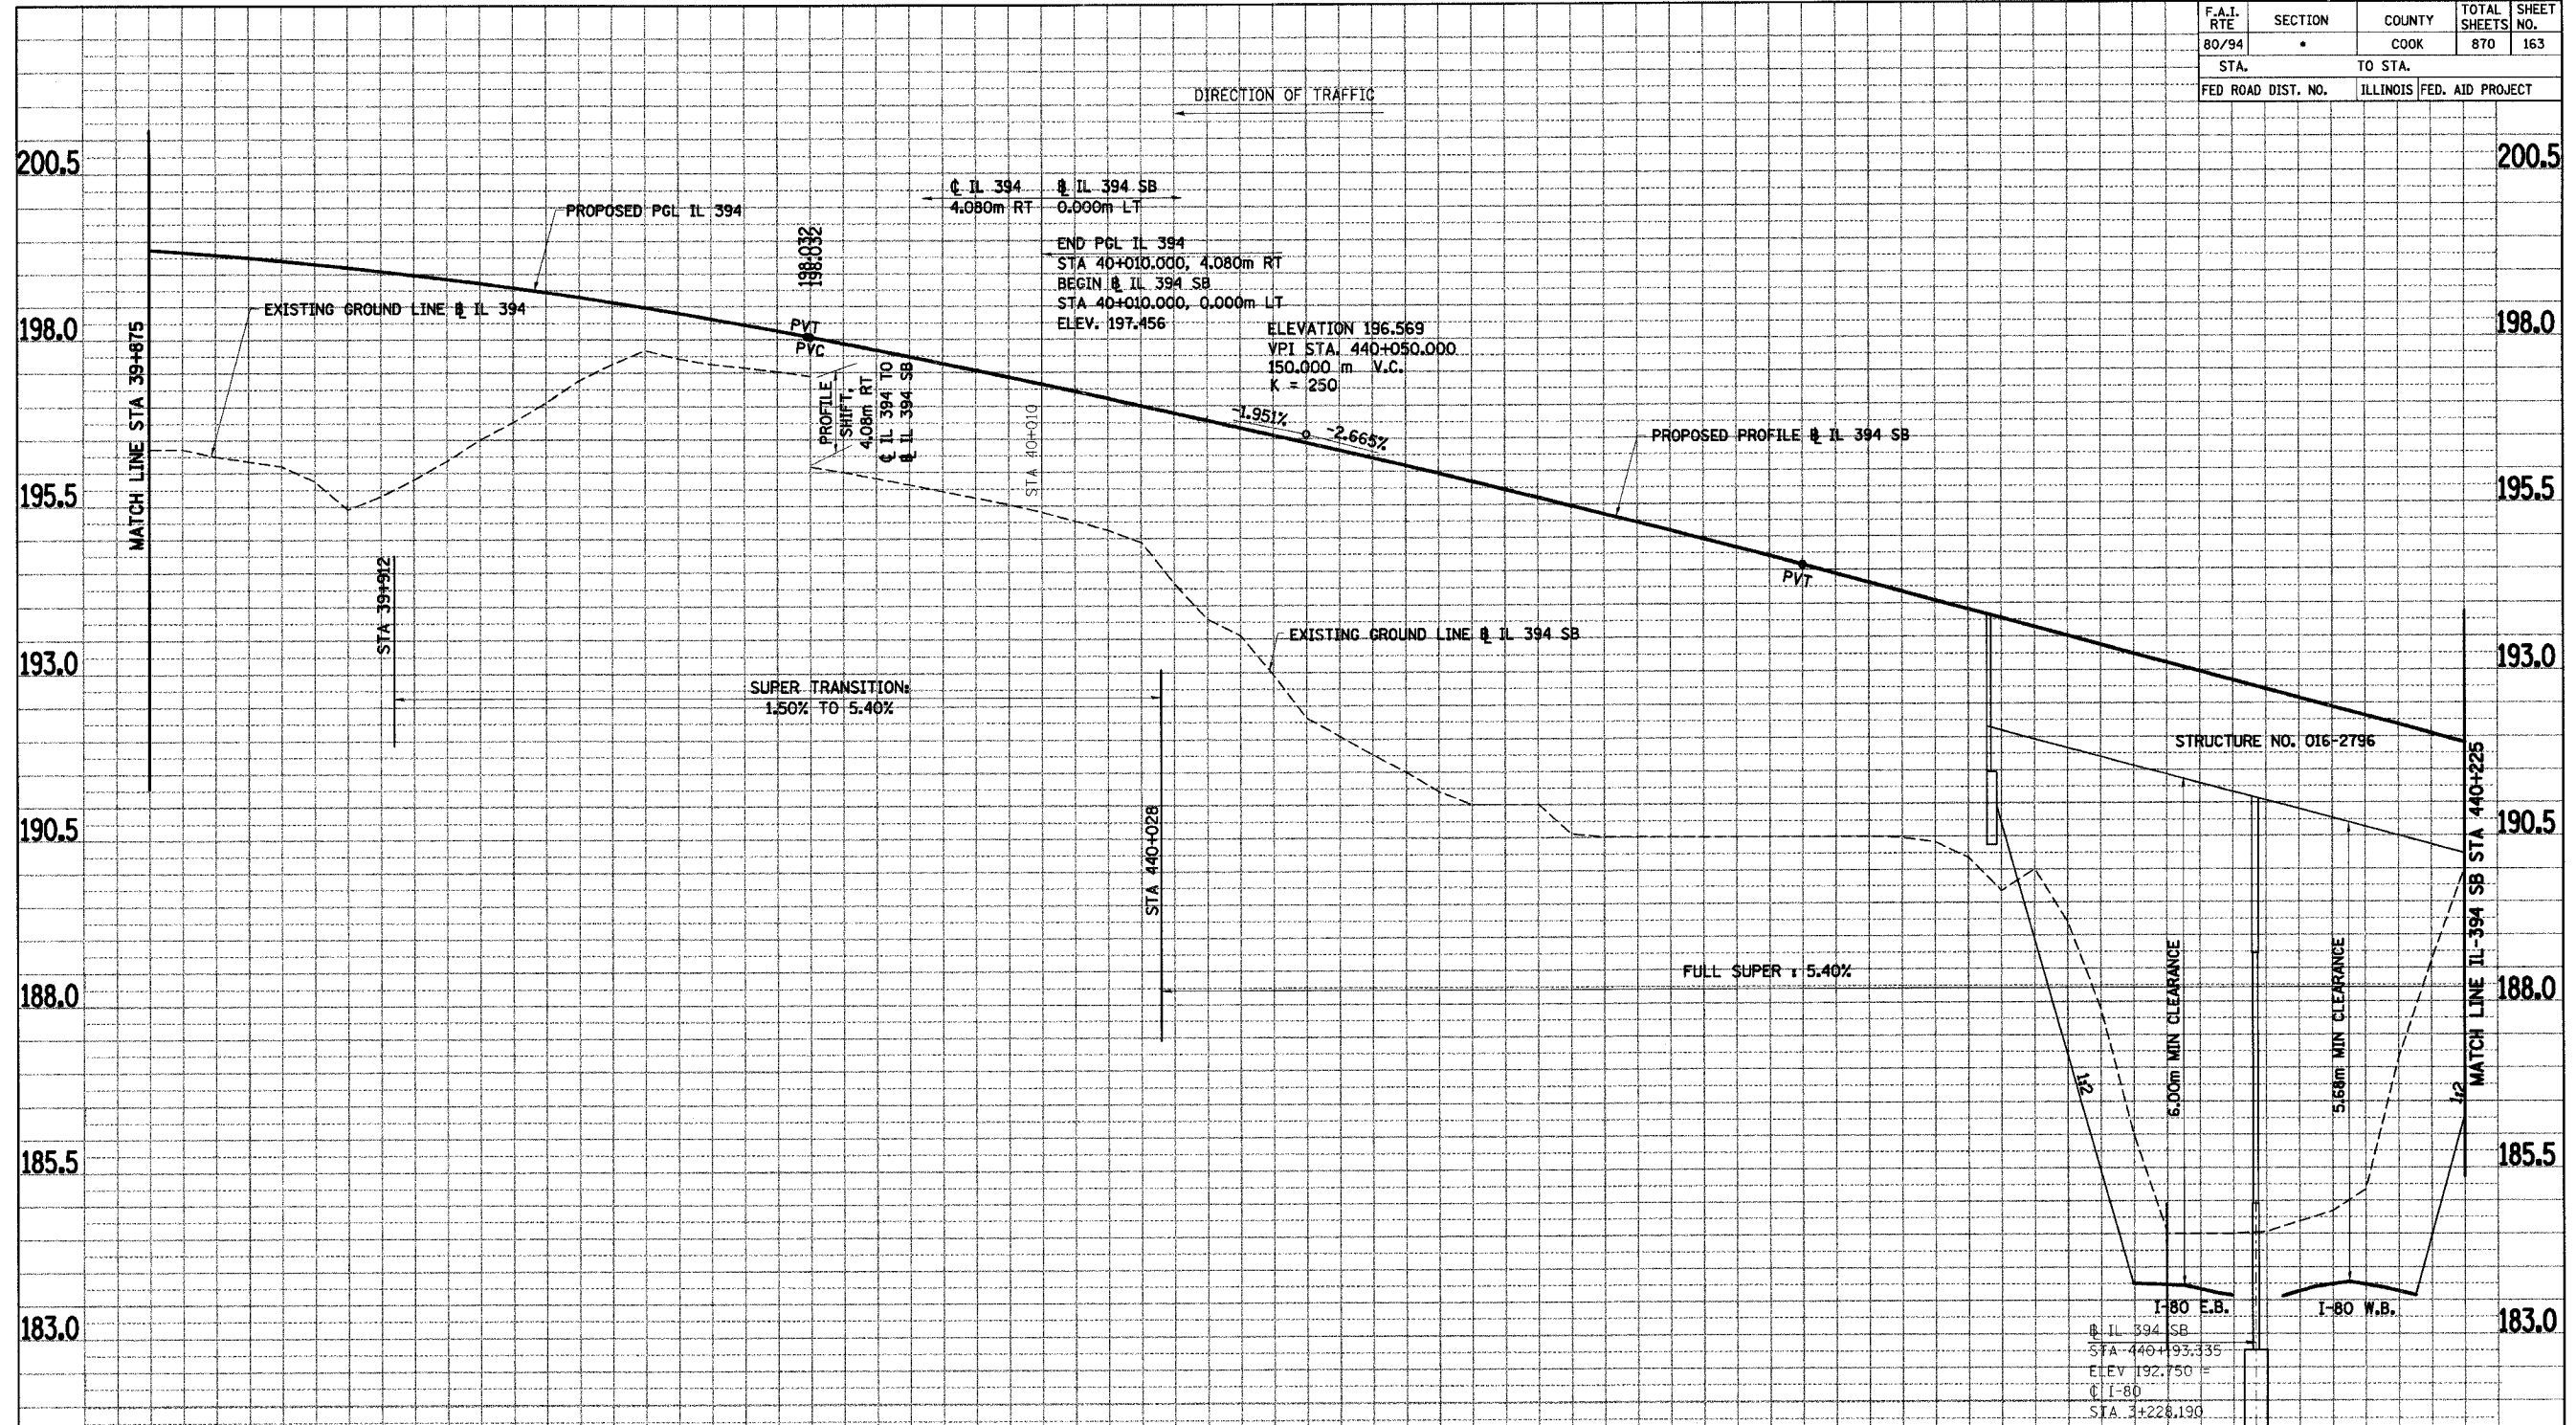 F.A.I. RTE SECTION COUNTY TOTAL SHEETS SHEET NO.
80/94 • COOK 870 163
STA. TO STA.
FED ROAD DIST. NO. ILLINOIS FED. AID PROJECT
DIRECTION OF TRAFFIC
200.5 200.5
℄ IL 394 ⅊ IL 394 SB
4.080m RT 0.000m LT
PROPOSED PGL IL 394
198.032
198.032
END PGL IL 394
STA 40+010.000, 4.080m RT
BEGIN ⅊ IL 394 SB
STA 40+010.000, 0.000m LT
ELEV. 197.456
EXISTING GROUND LINE ⅊ IL 394
198.0 198.0
PVT
PVC
ELEVATION 196.569
VPI STA. 440+050.000
150.000 m V.C.
K = 250
MATCH LINE STA 39+875
PROFILE
SHIFT,
4.08m RT
℄ IL 394 TO
⅊ IL 394 SB
STA 40+010
-1.951%
-2.665%
PROPOSED PROFILE ⅊ IL 394 SB
195.5 195.5
PVT
STA 39+912
EXISTING GROUND LINE ⅊ IL 394 SB
193.0 193.0
SUPER TRANSITION:
1.50% TO 5.40%
STRUCTURE NO. 016-2796
190.5 190.5
STA 440+028
MATCH LINE IL-394 SB STA 440+225
FULL SUPER : 5.40%
188.0 188.0
6.00m MIN CLEARANCE
5.68m MIN CLEARANCE
1:2
1:2
185.5 185.5
I-80 E.B. I-80 W.B.
183.0 183.0
⅊ IL 394 SB
STA 440+193.335
ELEV 192.750 =
℄ I-80
STA 3+228.190